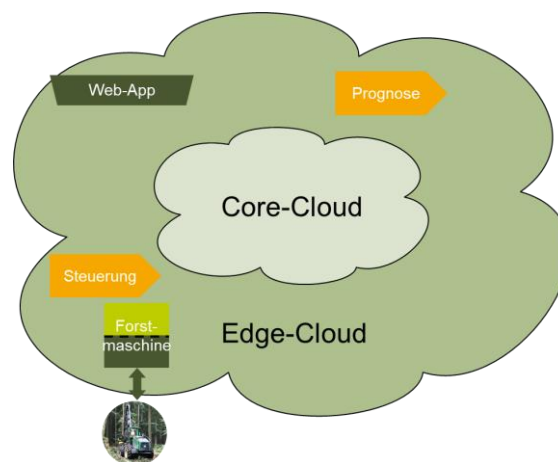 Web-App
Prognose
Core-Cloud
Steuerung
Forst-
maschine
Edge-Cloud